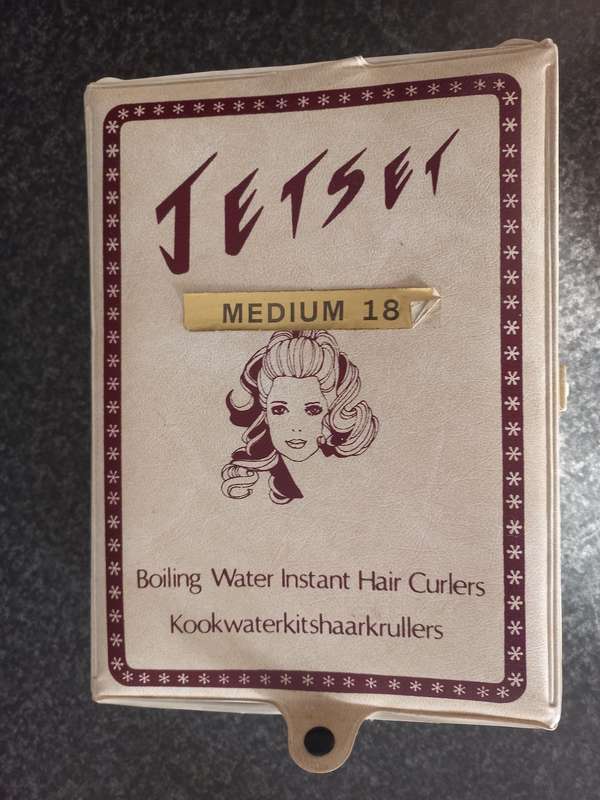 JETSET
MEDIUM 18
Boiling Water Instant Hair Curlers
Kookwaterkitshaarkrullers